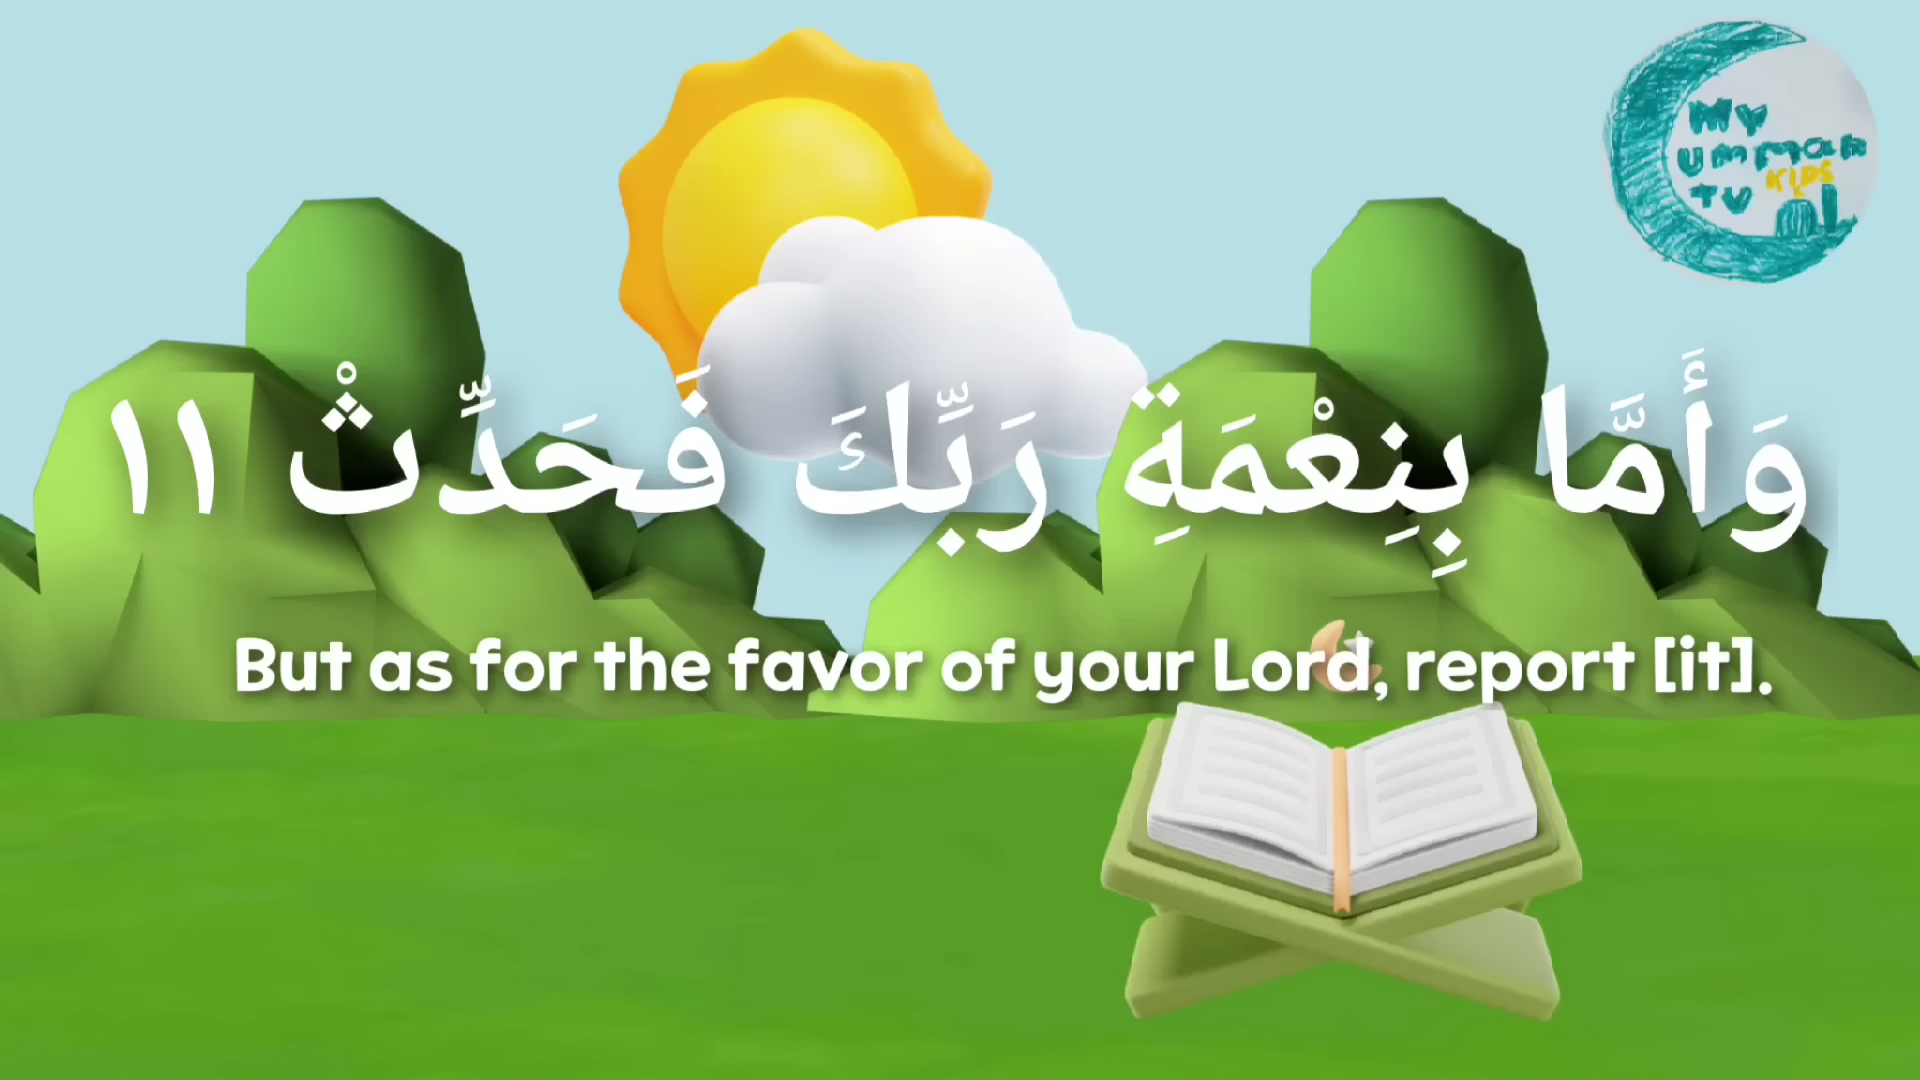 My
Ummah
KIDS
TV
وَأَمَّا بِنِعْمَةِ رَبِّكَ فَحَدِّثْ ١١
But as for the favor of your Lord, report [it].